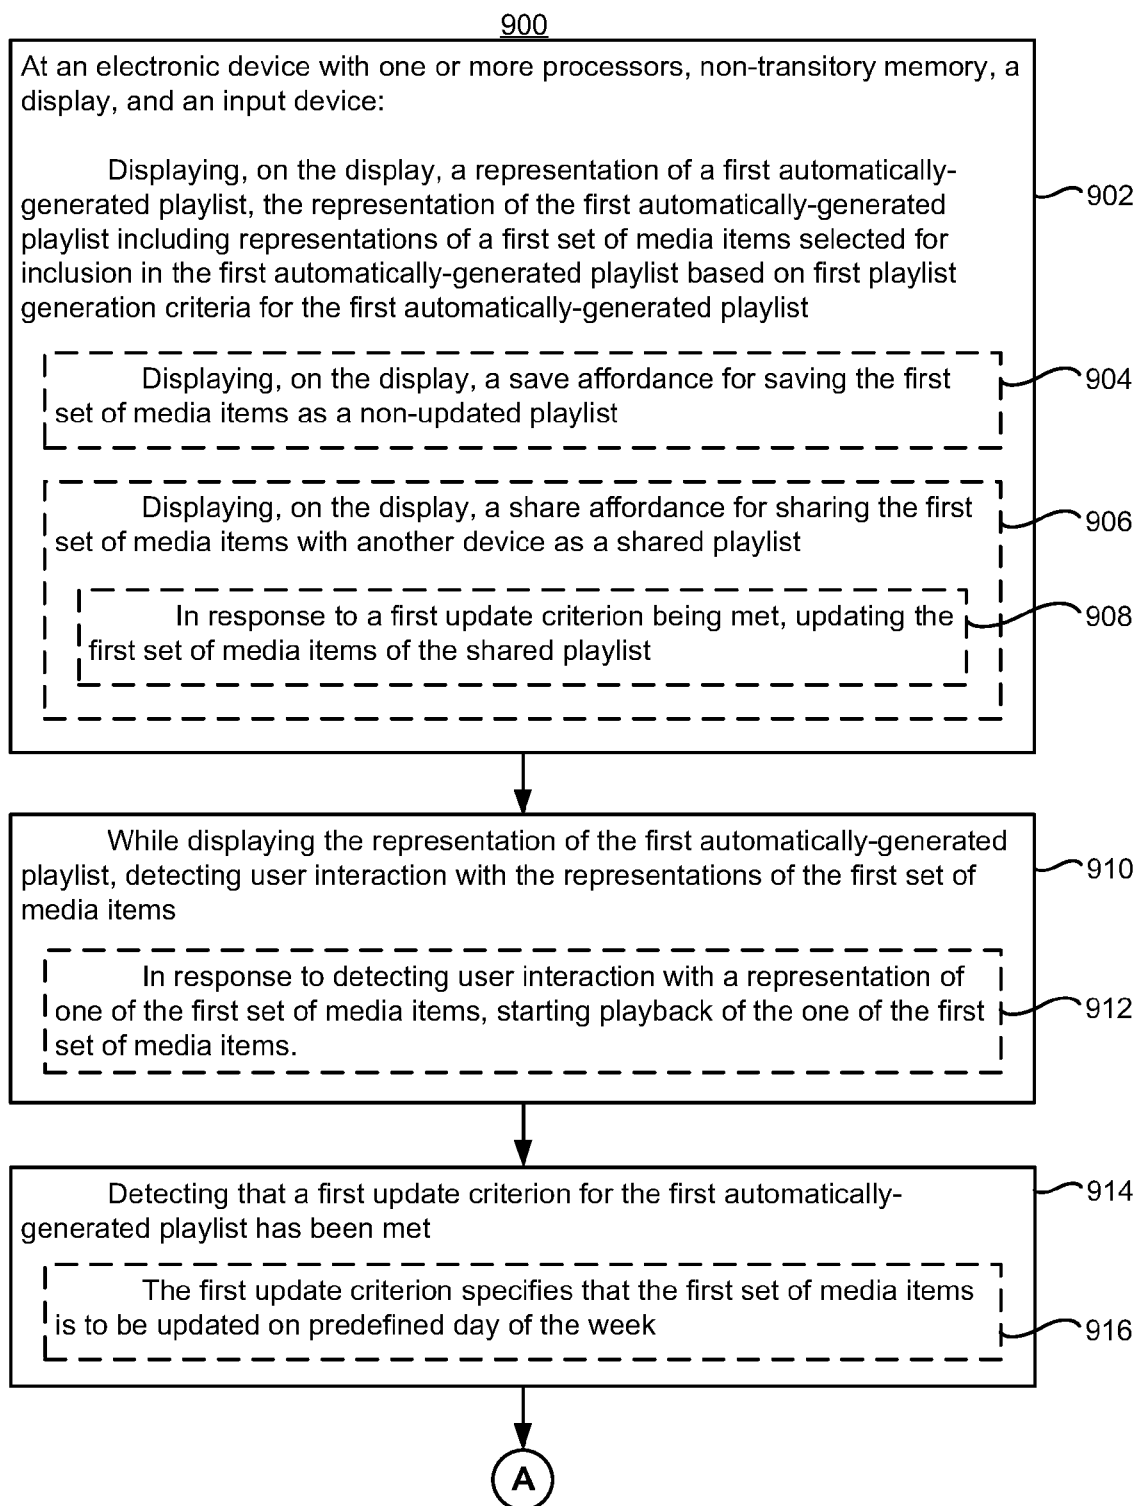 900
At an electronic device with one or more processors, non-transitory memory, a
display, and an input device:
Displaying, on the display, a representation of a first automatically-
generated playlist, the representation of the first automatically-generated
playlist including representations of a first set of media items selected for
inclusion in the first automatically-generated playlist based on first playlist
generation criteria for the first automatically-generated playlist
902
Displaying, on the display, a save affordance for saving the first
set of media items as a non-updated playlist
904
Displaying, on the display, a share affordance for sharing the first
set of media items with another device as a shared playlist
906
In response to a first update criterion being met, updating the
first set of media items of the shared playlist
908
While displaying the representation of the first automatically-generated
playlist, detecting user interaction with the representations of the first set of
media items
910
In response to detecting user interaction with a representation of
one of the first set of media items, starting playback of the one of the first
set of media items.
912
Detecting that a first update criterion for the first automatically-
generated playlist has been met
914
The first update criterion specifies that the first set of media items
is to be updated on predefined day of the week
916
A